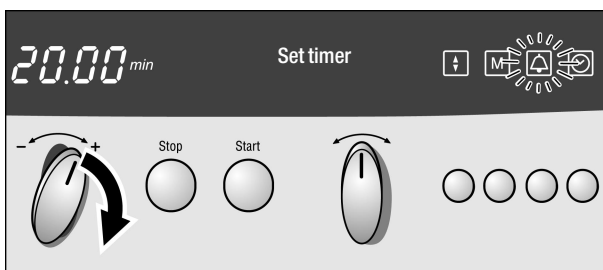 20.00 min
Set timer
M
- +
Stop
Start